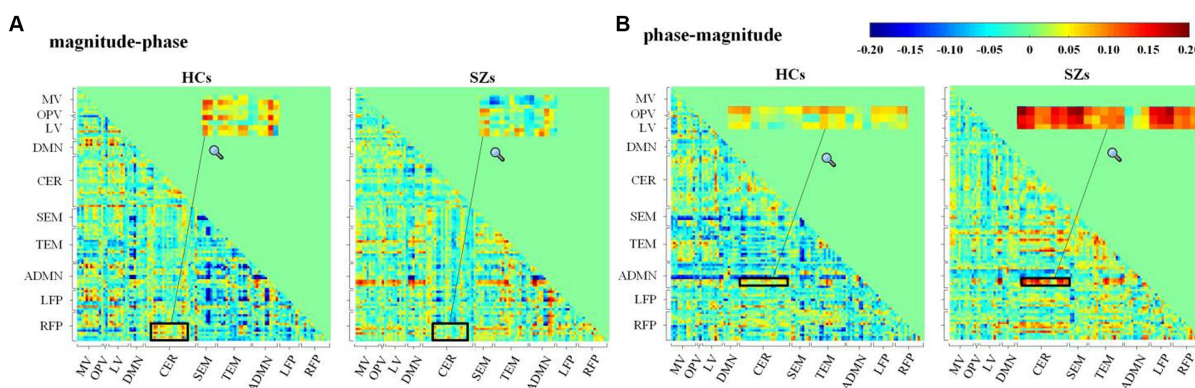 A
magnitude-phase
HCs
SZs
MV
OPV
LV
DMN
CER
SEM
TEM
ADMN
LFP
RFP
MV OPV LV DMN CER SEM TEM ADMN LFP RFP
MV OPV LV DMN CER SEM TEM ADMN LFP RFP
B
phase-magnitude
-0.20 -0.15 -0.10 -0.05 0 0.05 0.10 0.15 0.20
HCs
SZs
MV
OPV
LV
DMN
CER
SEM
TEM
ADMN
LFP
RFP
MV OPV LV DMN CER SEM TEM ADMN LFP RFP
MV OPV LV DMN CER SEM TEM ADMN LFP RFP